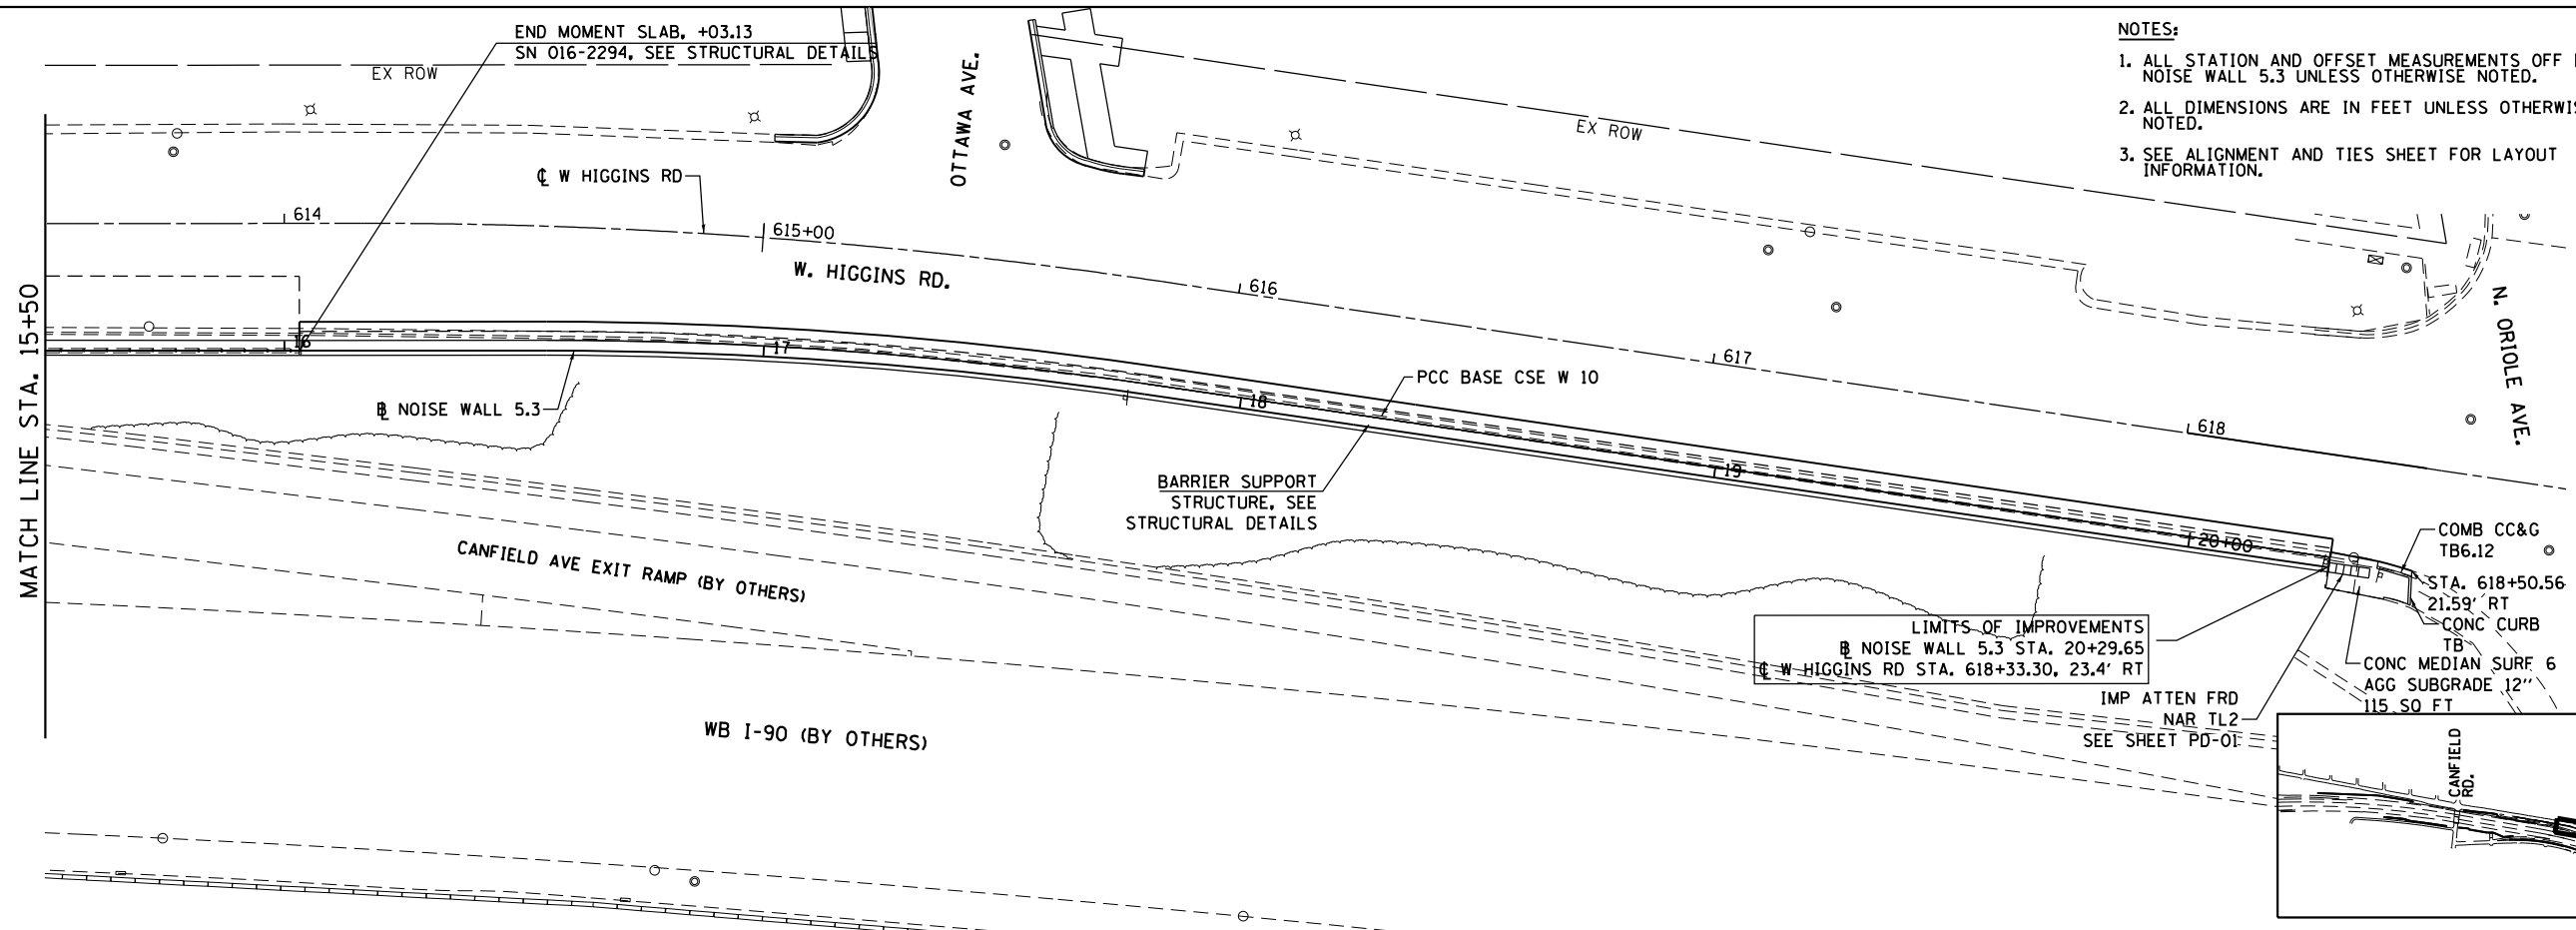 END MOMENT SLAB, +03.13
SN 016-2294, SEE STRUCTURAL DETAILS
EX ROW
OTTAWA AVE.
EX ROW
NOTES:
1. ALL STATION AND OFFSET MEASUREMENTS OFF
NOISE WALL 5.3 UNLESS OTHERWISE NOTED.
2. ALL DIMENSIONS ARE IN FEET UNLESS OTHERWIS
NOTED.
3. SEE ALIGNMENT AND TIES SHEET FOR LAYOUT
INFORMATION.
℄ W HIGGINS RD
614
615+00
W. HIGGINS RD.
616
617
618
N. ORIOLE AVE.
MATCH LINE STA. 15+50
16
17
18
19
20+00
PCC BASE CSE W 10
BL NOISE WALL 5.3
BARRIER SUPPORT
STRUCTURE, SEE
STRUCTURAL DETAILS
CANFIELD AVE EXIT RAMP (BY OTHERS)
WB I-90 (BY OTHERS)
COMB CC&G
TB6.12
STA. 618+50.56
21.59' RT
CONC CURB
TB
CONC MEDIAN SURF 6
AGG SUBGRADE 12''
115 SQ FT
LIMITS OF IMPROVEMENTS
BL NOISE WALL 5.3 STA. 20+29.65
℄ W HIGGINS RD STA. 618+33.30, 23.4' RT
IMP ATTEN FRD
NAR TL2
SEE SHEET PD-01
CANFIELD
RD.